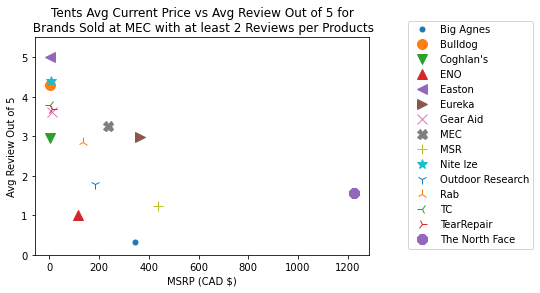 Tents Avg Current Price vs Avg Review Out of 5 for
Brands Sold at MEC with at least 2 Reviews per Products
5
4
3
2
1
0
Avg Review Out of 5
0 200 400 600 800 1000 1200
MSRP (CAD $)
Big Agnes
Bulldog
Coghlan's
ENO
Easton
Eureka
Gear Aid
MEC
MSR
Nite Ize
Outdoor Research
Rab
TC
TearRepair
The North Face